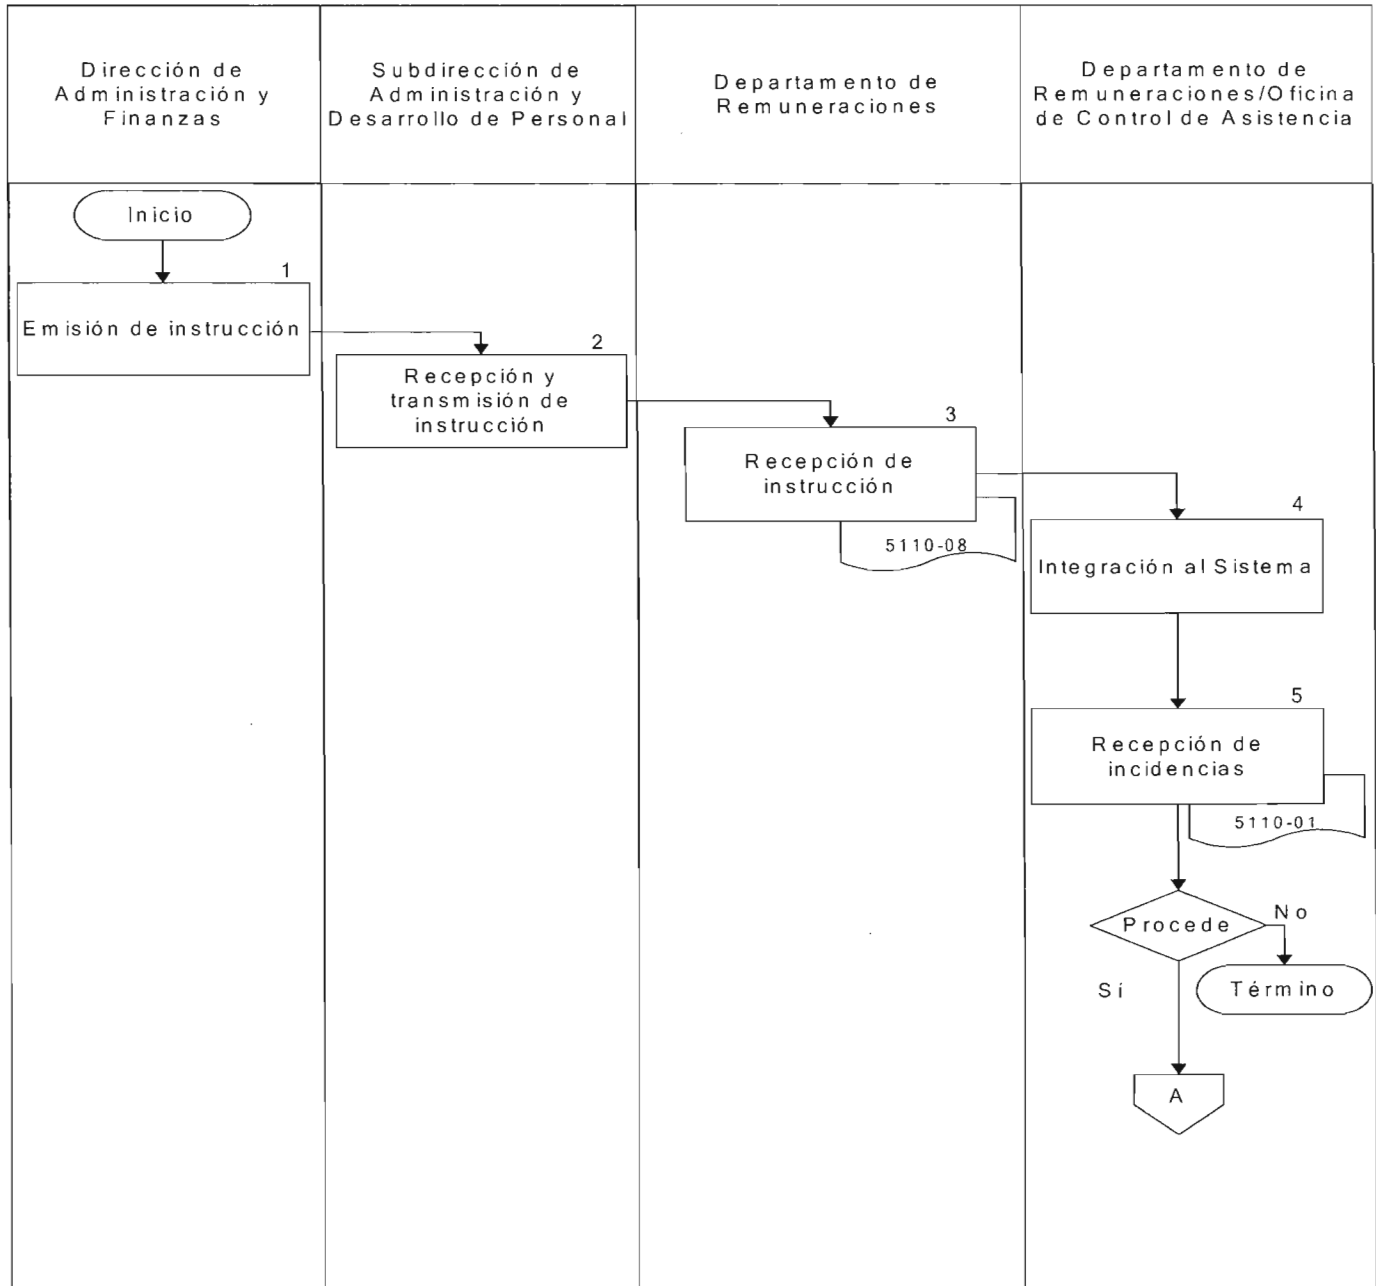 Dirección de
Administración y
Finanzas
Subdirección de
Administración y
Desarrollo de Personal
Departamento de
Remuneraciones
Departamento de
Remuneraciones/Oficina
de Control de Asistencia
Inicio
1
Emisión de instrucción
2
Recepción y
transmisión de
instrucción
3
Recepción de
instrucción
5110-08
4
Integración al Sistema
5
Recepción de
incidencias
5110-01
Procede
No
Sí
Término
A